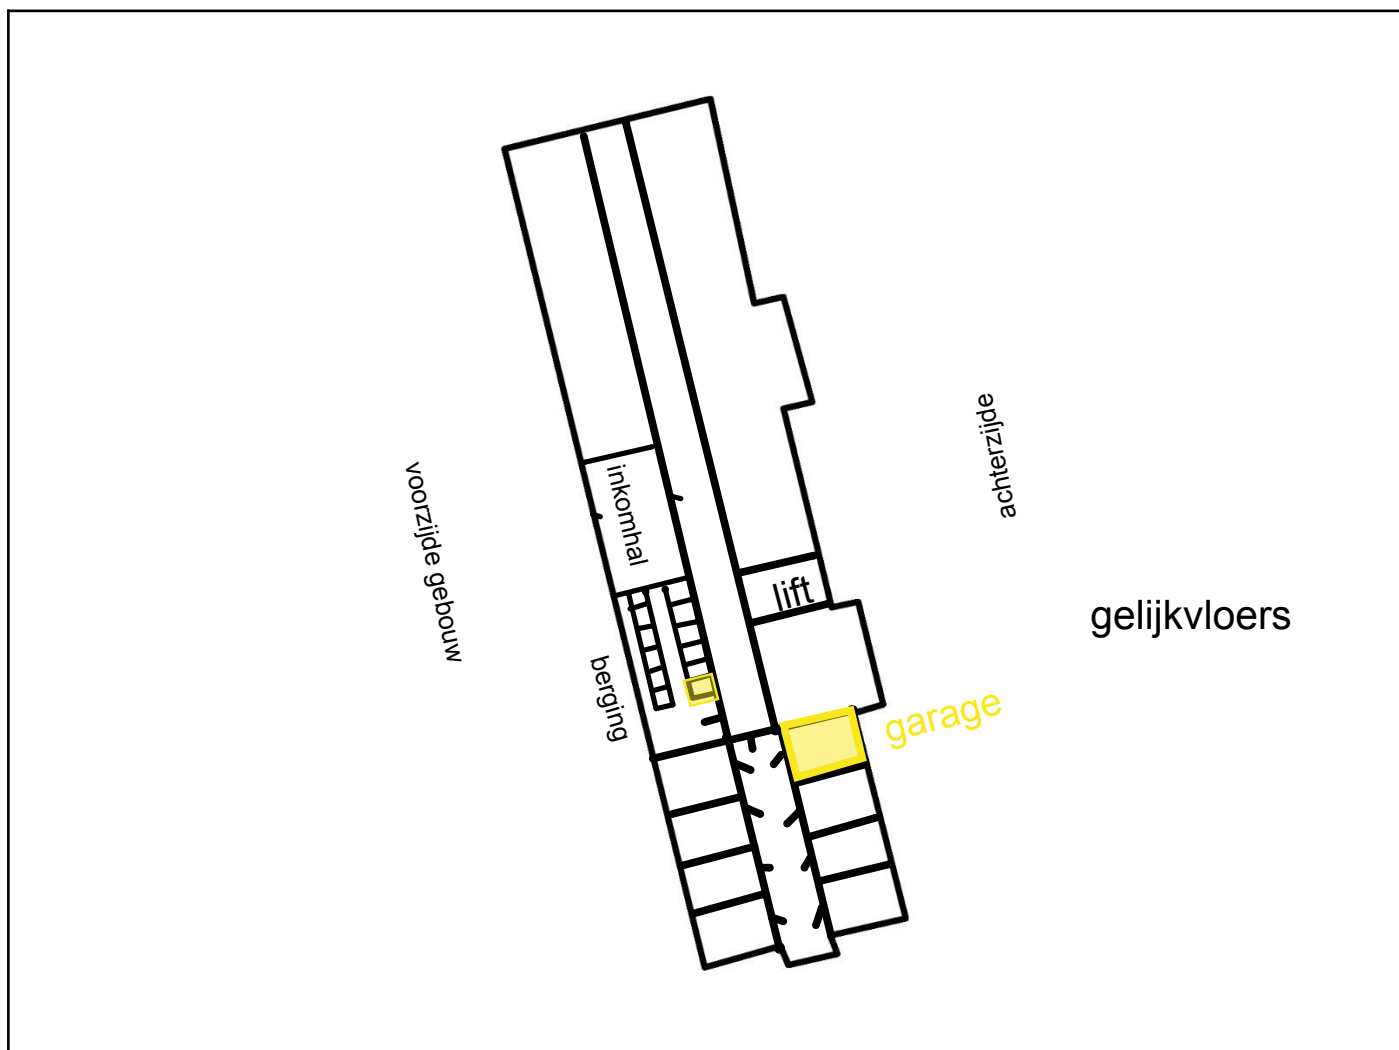 voorzijde gebouw
inkomhal
berging
lift
garage
achterzijde
gelijkvloers